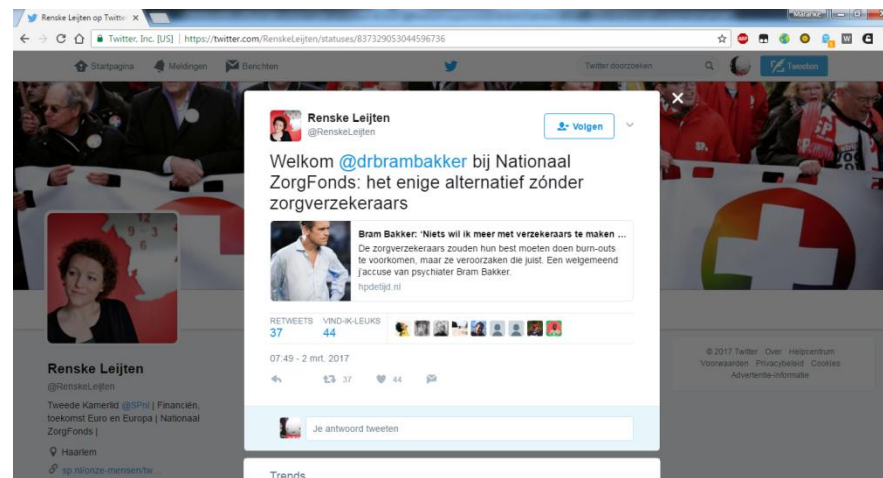 Renske Leijten op Twitte
Twitter, Inc. [US] | https://twitter.com/RenskeLeijten/statuses/837329053044596736
Startpagina Meldingen Berichten Twitter doorzoeken Tweeten
Renske Leijten
@RenskeLeijten
Volgen
Welkom @drbrambakker bij Nationaal
ZorgFonds: het enige alternatief zónder
zorgverzekeraars
Bram Bakker: 'Niets wil ik meer met verzekeraars te maken ...
De zorgverzekeraars zouden hun best moeten doen burn-outs
te voorkomen, maar ze veroorzaken die juist. Een welgemeend
j'accuse van psychiater Bram Bakker.
hpdetijd.nl
RETWEETS VIND-IK-LEUKS
37 44
07:49 - 2 mrt. 2017
37 44
Je antwoord tweeten
Trends
Renske Leijten
@RenskeLeijten
Tweede Kamerlid @SPnl | Financiën,
toekomst Euro en Europa | Nationaal
ZorgFonds |
Haarlem
sp.nl/onze-mensen/tw...
© 2017 Twitter Over Helpcentrum
Voorwaarden Privacybeleid Cookies
Advertentie-informatie
SP.
SP